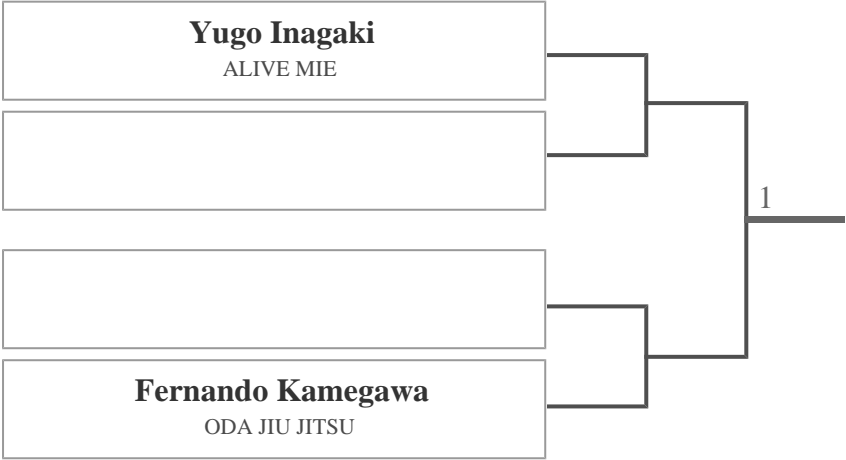 Yugo Inagaki
ALIVE MIE
1
Fernando Kamegawa
ODA JIU JITSU